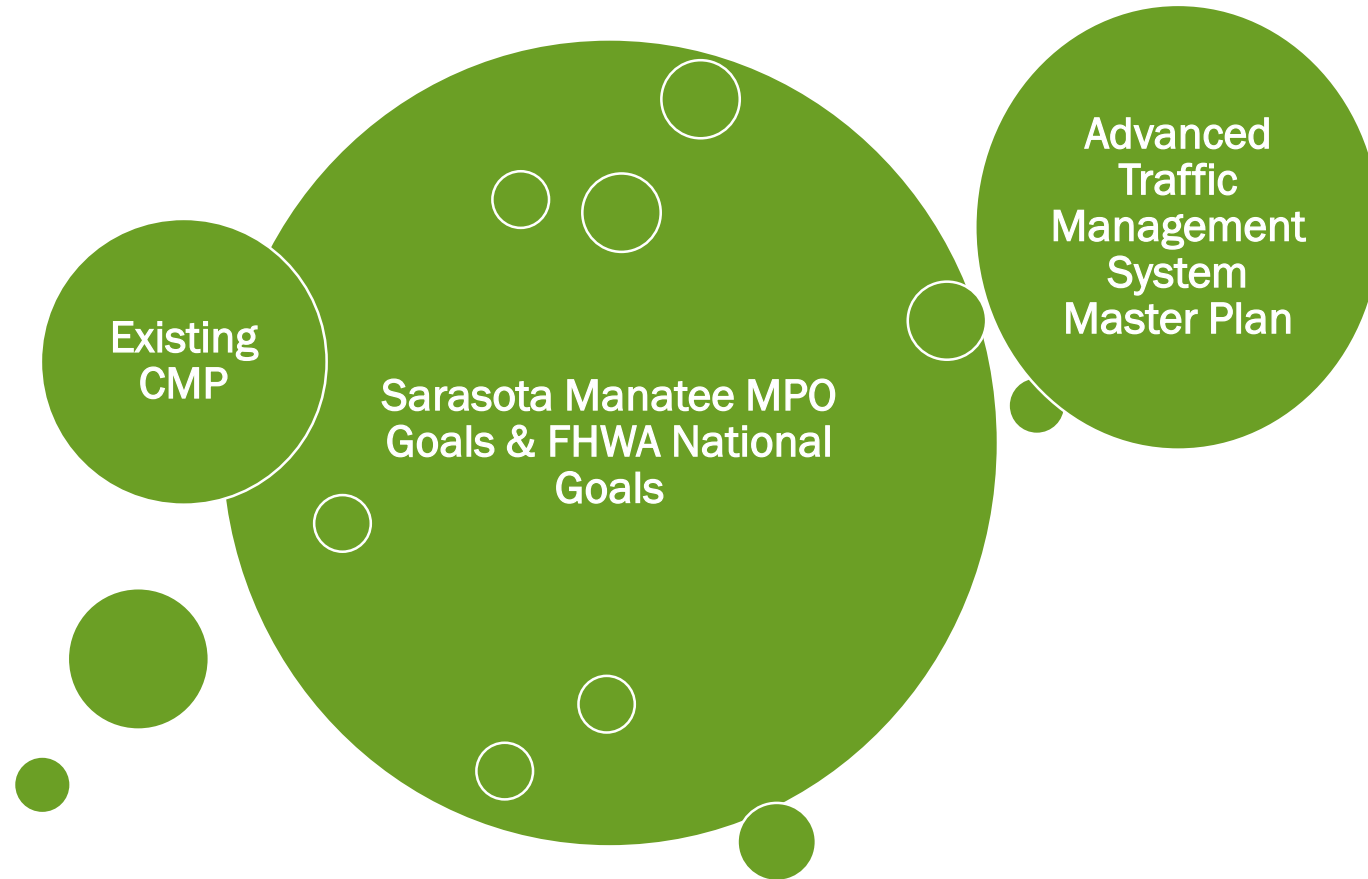 Existing
CMP
Sarasota Manatee MPO
Goals & FHWA National
Goals
Advanced
Traffic
Management
System
Master Plan